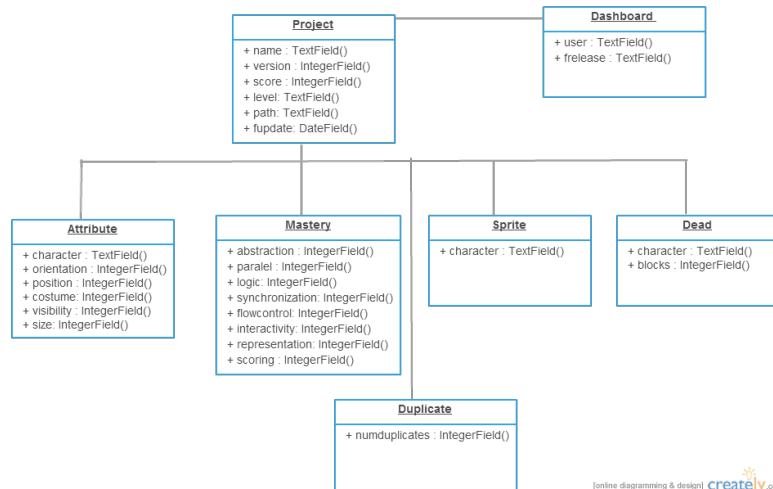 Project
+ name : TextField()
+ version : IntegerField()
+ score : IntegerField()
+ level: TextField()
+ path: TextField()
+ fupdate: DateField()
Dashboard
+ user : TextField()
+ frelease : TextField()
Attribute
+ character : TextField()
+ orientation : IntegerField()
+ position : IntegerField()
+ costume: IntegerField()
+ visibility : IntegerField()
+ size: IntegerField()
Mastery
+ abstraction : IntegerField()
+ paralel : IntegerField()
+ logic : IntegerField()
+ synchronization: IntegerField()
+ flowcontrol: IntegerField()
+ interactivity: IntegerField()
+ representation: IntegerField()
+ scoring : IntegerField()
Sprite
+ character : TextField()
Dead
+ character : TextField()
+ blocks : IntegerField()
Duplicate
+ numduplicates : IntegerField()
[online diagramming & design] creately.co